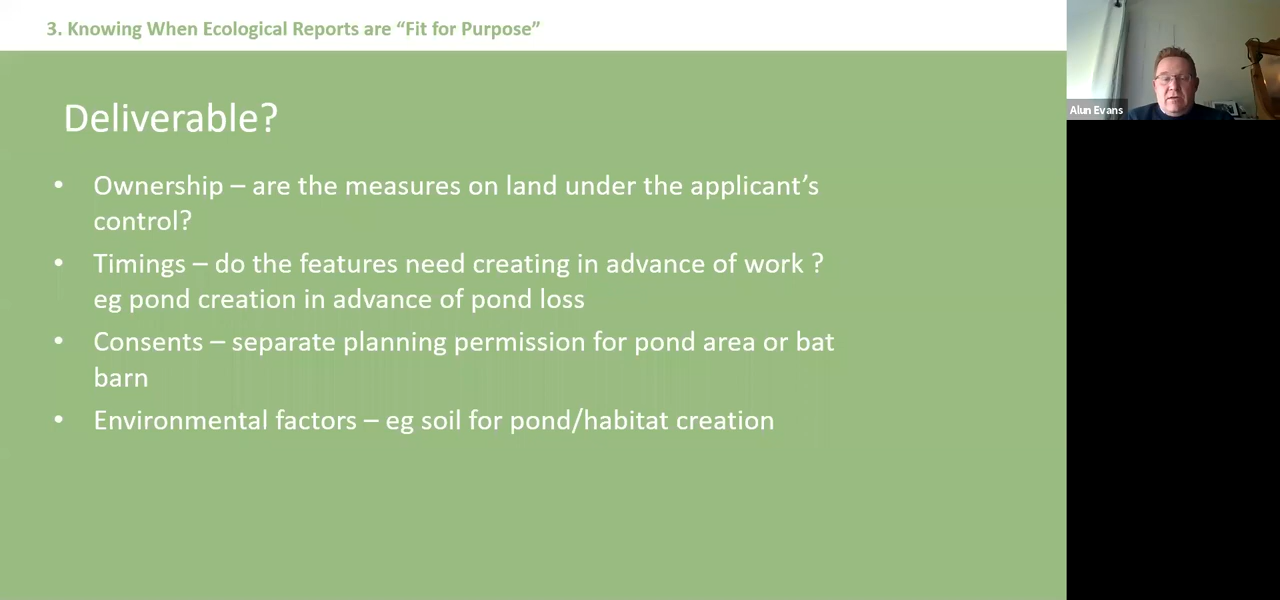 3. Knowing When Ecological Reports are “Fit for Purpose”
Deliverable?
• Ownership – are the measures on land under the applicant’s
control?
• Timings – do the features need creating in advance of work ?
eg pond creation in advance of pond loss
• Consents – separate planning permission for pond area or bat
barn
• Environmental factors – eg soil for pond/habitat creation
Alun Evans